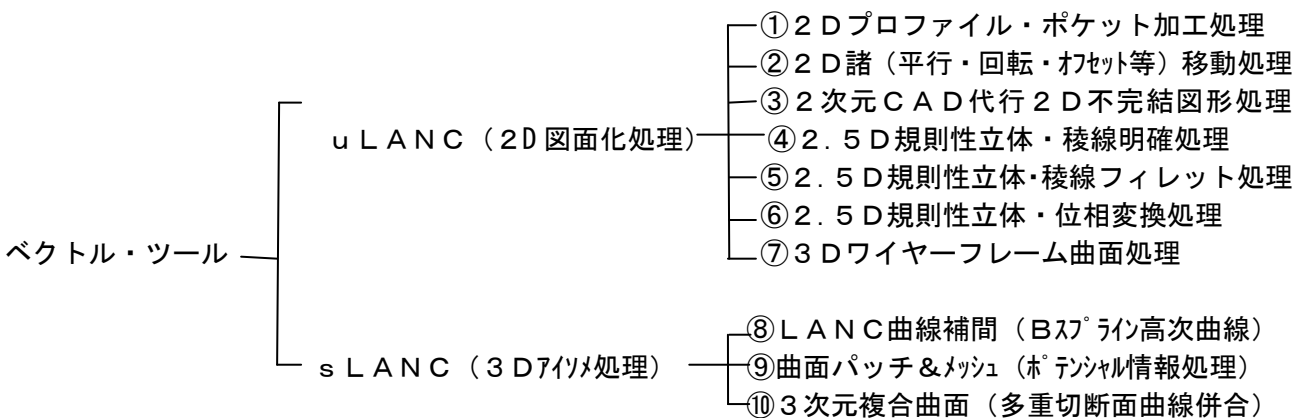 ①２Ｄプロファイル・ポケット加工処理
②２Ｄ諸（平行・回転・ｵﾌｾｯﾄ等）移動処理
③２次元ＣＡＤ代行２Ｄ不完結図形処理
ｕＬＡＮＣ（２D図面化処理）
④２.５Ｄ規則性立体・稜線明確処理
⑤２.５Ｄ規則性立体･稜線フィレット処理
⑥２.５Ｄ規則性立体・位相変換処理
ベクトル・ツール
⑦３Ｄワイヤーフレーム曲面処理
⑧ＬＡＮＣ曲線補間（Ｂｽﾌﾟﾗｲﾝ高次曲線）
ｓＬＡＮＣ（３Ｄｱｲｿﾒ処理）
⑨曲面パッチ＆ﾒｯｼｭ（ﾎﾟﾃﾝｼｬﾙ情報処理）
⑩３次元複合曲面（多重切断面曲線併合）